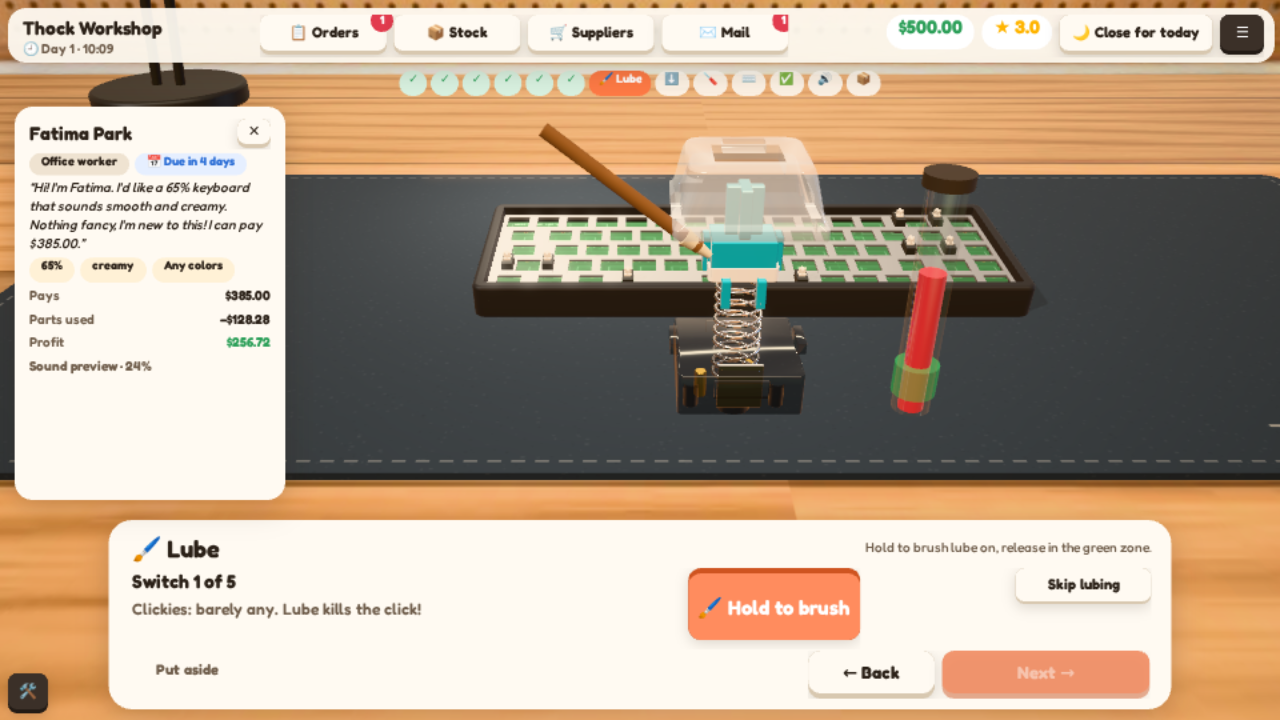 Thock Workshop
🕙 Day 1 · 10:09
📋 Orders
1
📦 Stock
🛒 Suppliers
✉️ Mail
1
$500.00
★ 3.0
🌙 Close for today
☰
✓ ✓ ✓ ✓ ✓ ✓ 🖌️ Lube
Fatima Park
✕
Office worker
📅 Due in 4 days
"Hi! I'm Fatima. I'd like a 65% keyboard
that sounds smooth and creamy.
Nothing fancy, I'm new to this! I can pay
$385.00."
65%
creamy
Any colors
Pays $385.00
Parts used -$128.28
Profit $256.72
Sound preview · 24%
🖌️ Lube
Hold to brush lube on, release in the green zone.
Switch 1 of 5
Clickies: barely any. Lube kills the click!
🖌️ Hold to brush
Skip lubing
Put aside
← Back
Next →